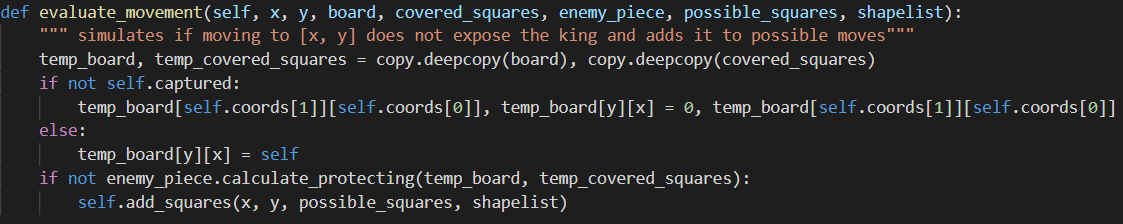 def evaluate_movement(self, x, y, board, covered_squares, enemy_piece, possible_squares, shapelist):
    """ simulates if moving to [x, y] does not expose the king and adds it to possible moves"""
    temp_board, temp_covered_squares = copy.deepcopy(board), copy.deepcopy(covered_squares)
    if not self.captured:
        temp_board[self.coords[1]][self.coords[0]], temp_board[y][x] = 0, temp_board[self.coords[1]][self.coords[0]]
    else:
        temp_board[y][x] = self
    if not enemy_piece.calculate_protecting(temp_board, temp_covered_squares):
        self.add_squares(x, y, possible_squares, shapelist)